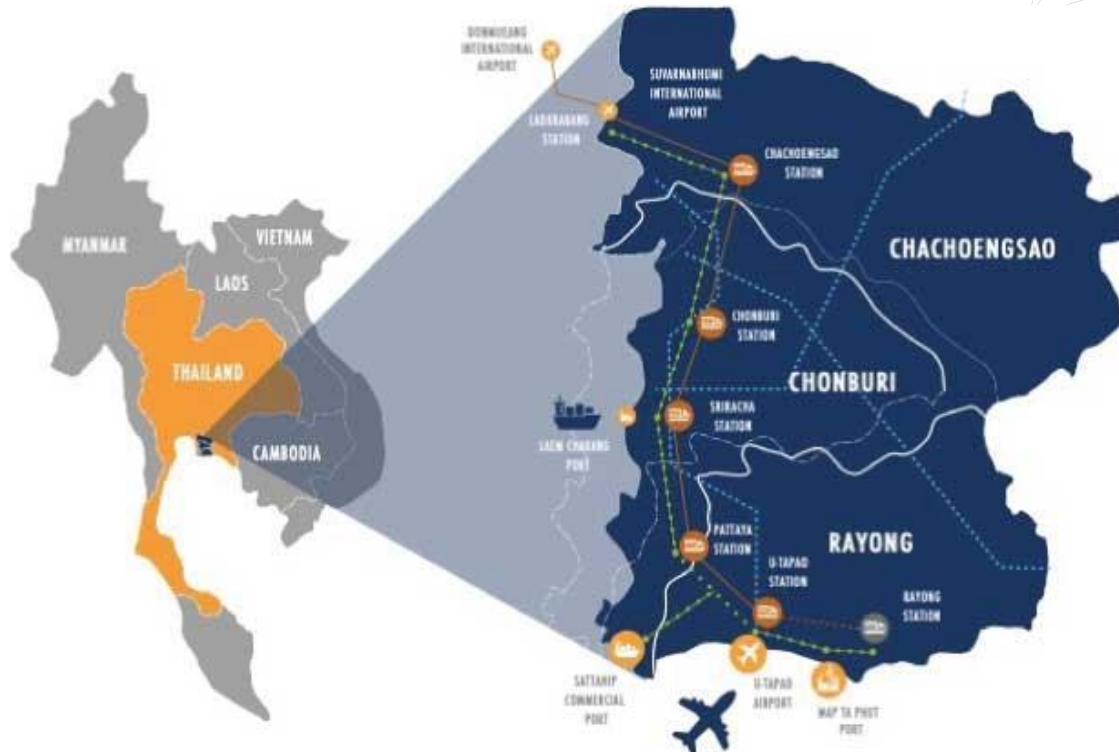 DONMUEANG
INTERNATIONAL
AIRPORT
SUVARNABHUMI
INTERNATIONAL
AIRPORT
LADKRABANG
STATION
CHACHOENGSAO
STATION
MYANMAR
VIETNAM
LAOS
THAILAND
CAMBODIA
CHACHOENGSAO
CHONBURI
STATION
CHONBURI
SRIRACHA
STATION
LAEM CHABANG
PORT
PATTAYA
STATION
RAYONG
U-TAPAO
STATION
RAYONG
STATION
SATTAHIP
COMMERCIAL
PORT
U-TAPAO
AIRPORT
MAP TA PHUT
PORT